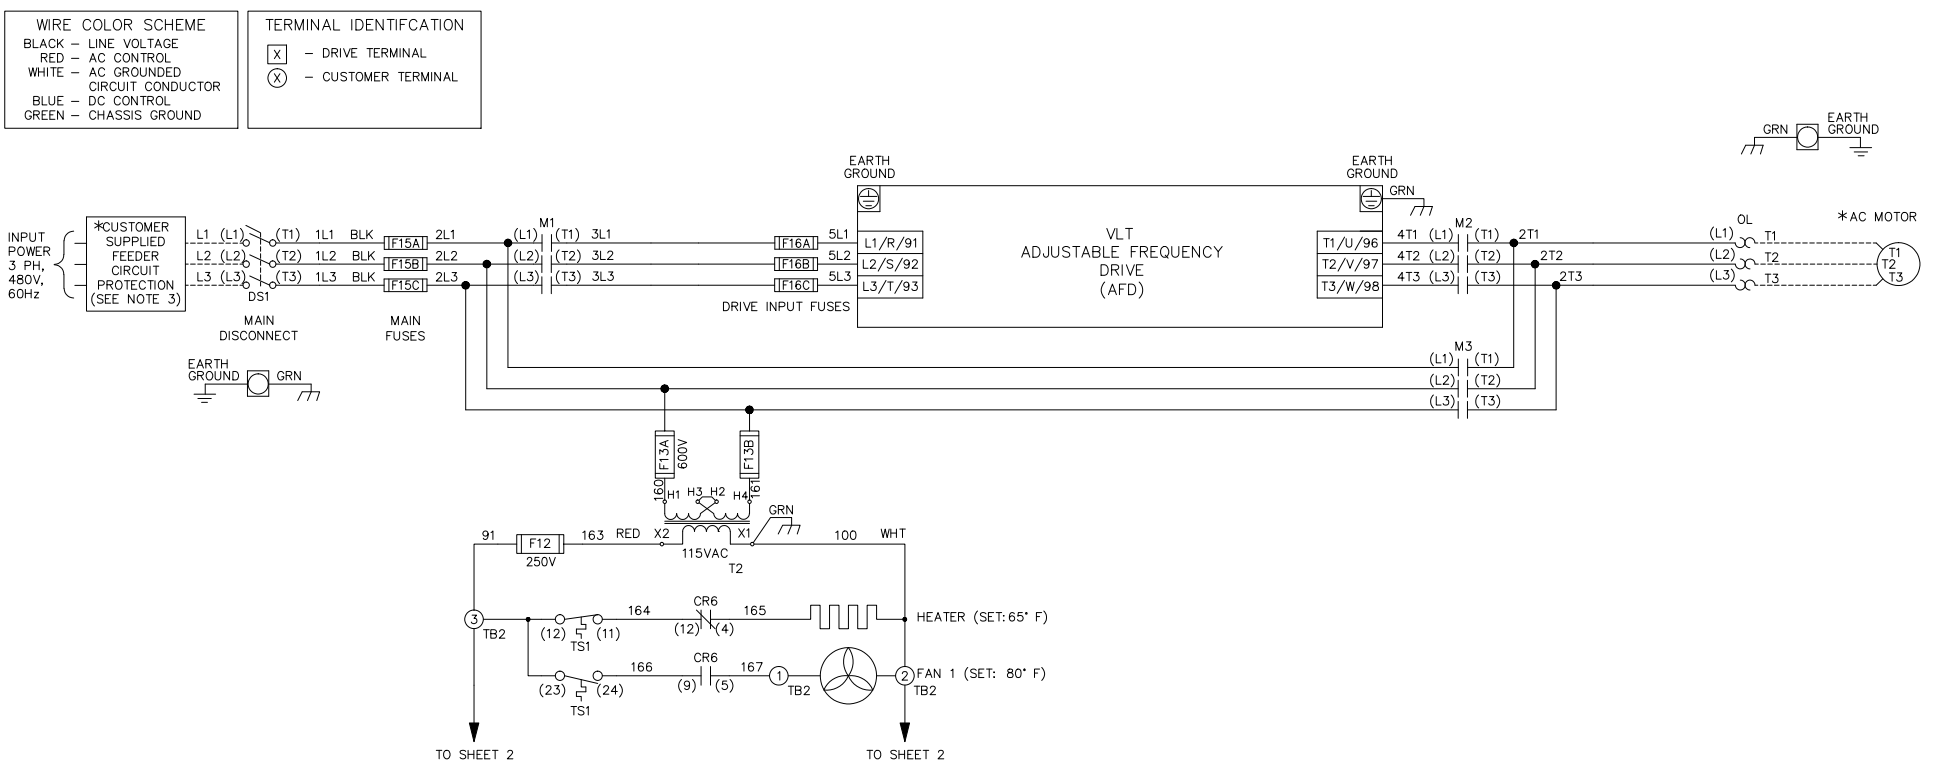 WIRE COLOR SCHEME
BLACK – LINE VOLTAGE
RED – AC CONTROL
WHITE – AC GROUNDED
CIRCUIT CONDUCTOR
BLUE – DC CONTROL
GREEN – CHASSIS GROUND
TERMINAL IDENTIFCATION
X – DRIVE TERMINAL
X – CUSTOMER TERMINAL
GRN
EARTH
GROUND
INPUT
POWER
3 PH,
480V,
60Hz
*CUSTOMER
SUPPLIED
FEEDER
CIRCUIT
PROTECTION
(SEE NOTE 3)
L1 (L1) (T1) 1L1 BLK F15A 2L1 (L1) M1 (T1) 3L1 F16A 5L1 L1/R/91
L2 (L2) (T2) 1L2 BLK F15B 2L2 (L2) (T2) 3L2 F16B 5L2 L2/S/92
L3 (L3) (T3) 1L3 BLK F15C 2L3 (L3) (T3) 3L3 F16C 5L3 L3/T/93
DS1
MAIN
DISCONNECT
MAIN
FUSES
DRIVE INPUT FUSES
EARTH
GROUND
VLT
ADJUSTABLE FREQUENCY
DRIVE
(AFD)
EARTH
GROUND
GRN
T1/U/96 4T1 (L1) M2 (T1) 2T1 (L1) OL T1
T2/V/97 4T2 (L2) (T2) 2T2 (L2) T2
T3/W/98 4T3 (L3) (T3) 2T3 (L3) T3
*AC MOTOR
T1
T2
T3
EARTH
GROUND
GRN
M3
(L1) (T1)
(L2) (T2)
(L3) (T3)
F13A
600V
F13B
160
161
H1 H3 H2 H4
GRN
91 F12 163 RED X2 X1 100 WHT
250V
115VAC
T2
3
TB2
(12) (11)
TS1
164
CR6
(12) (4)
165
HEATER (SET:65° F)
(23) (24)
TS1
166
CR6
(9) (5)
167
1
TB2
2
TB2
FAN 1 (SET: 80° F)
TO SHEET 2
TO SHEET 2